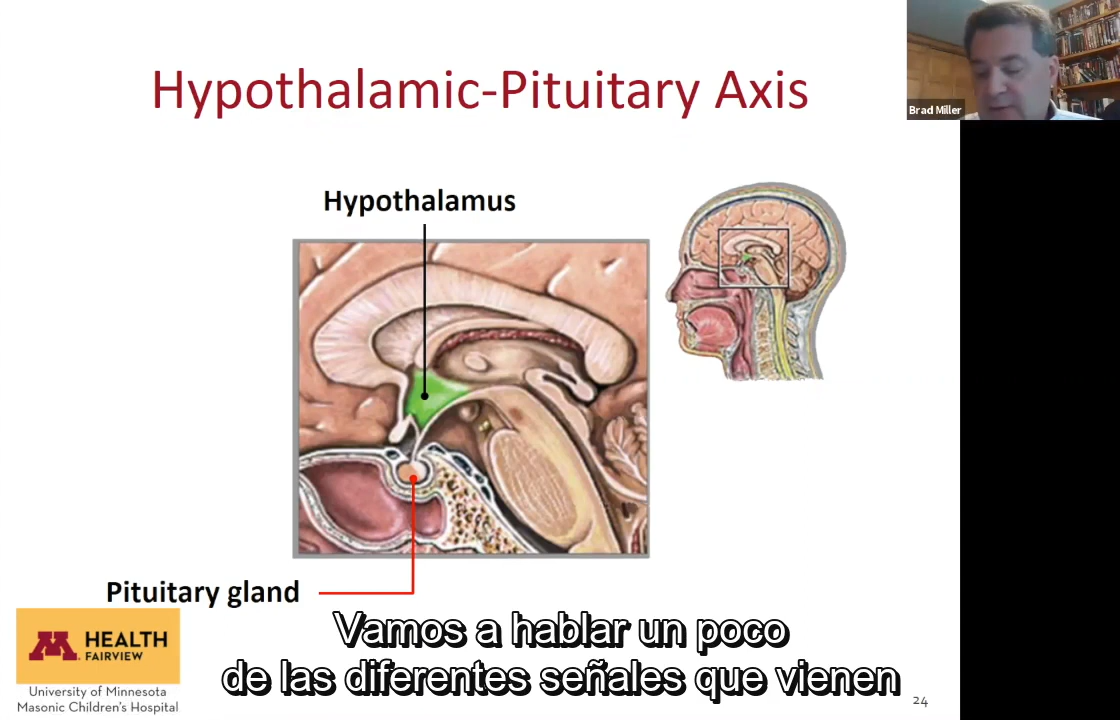 Brad Miller
Hypothalamic-Pituitary Axis
Hypothalamus
Pituitary gland
M HEALTH
FAIRVIEW
University of Minnesota
Masonic Children's Hospital
Vamos a hablar un poco
de las diferentes señales que vienen
24